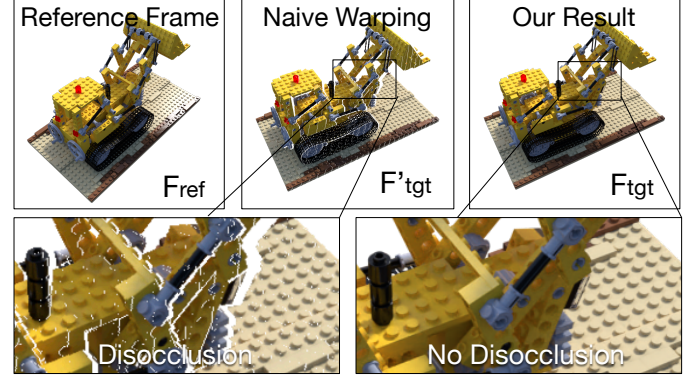 Reference Frame
Naive Warping
Our Result
Fref
F'tgt
Ftgt
Disocclusion
No Disocclusion